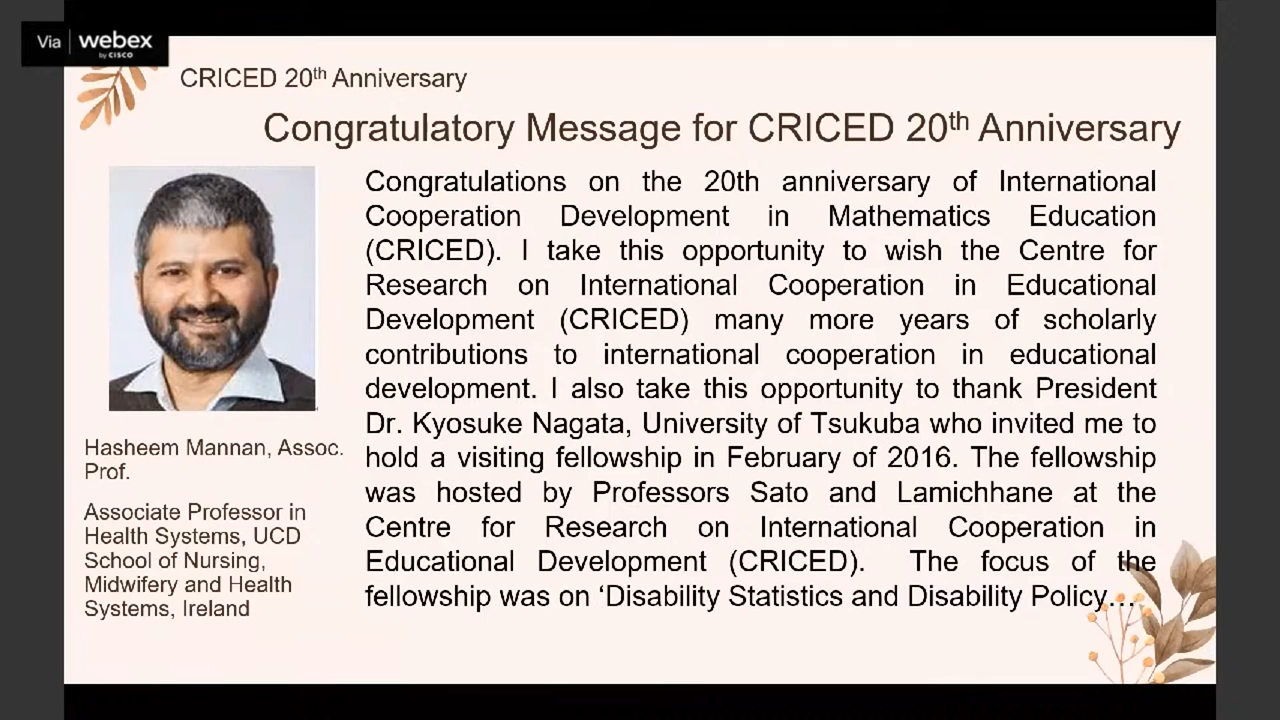 Via webex
by CISCO
CRICED 20th Anniversary
Congratulatory Message for CRICED 20th Anniversary
Congratulations on the 20th anniversary of International
Cooperation Development in Mathematics Education
(CRICED). I take this opportunity to wish the Centre for
Research on International Cooperation in Educational
Development (CRICED) many more years of scholarly
contributions to international cooperation in educational
development. I also take this opportunity to thank President
Dr. Kyosuke Nagata, University of Tsukuba who invited me to
hold a visiting fellowship in February of 2016. The fellowship
was hosted by Professors Sato and Lamichhane at the
Centre for Research on International Cooperation in
Educational Development (CRICED). The focus of the
fellowship was on ‘Disability Statistics and Disability Policy…
Hasheem Mannan, Assoc.
Prof.
Associate Professor in
Health Systems, UCD
School of Nursing,
Midwifery and Health
Systems, Ireland